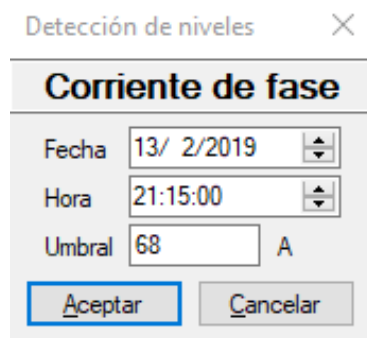 Detección de niveles
Corriente de fase
Fecha 13/ 2/2019
Hora 21:15:00
Umbral 68 A
Aceptar Cancelar